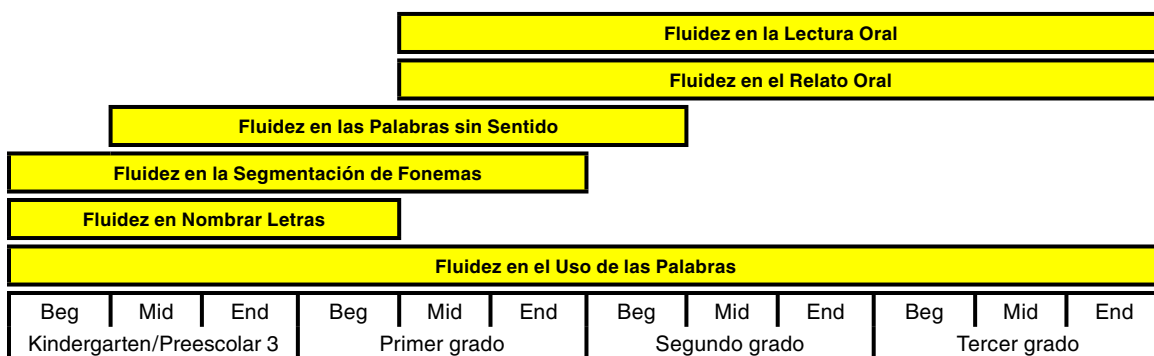 Fluidez en la Lectura Oral
Fluidez en el Relato Oral
Fluidez en las Palabras sin Sentido
Fluidez en la Segmentación de Fonemas
Fluidez en Nombrar Letras
Fluidez en el Uso de las Palabras
Beg Mid End Beg Mid End Beg Mid End Beg Mid End
Kindergarten/Preescolar 3 Primer grado Segundo grado Tercer grado